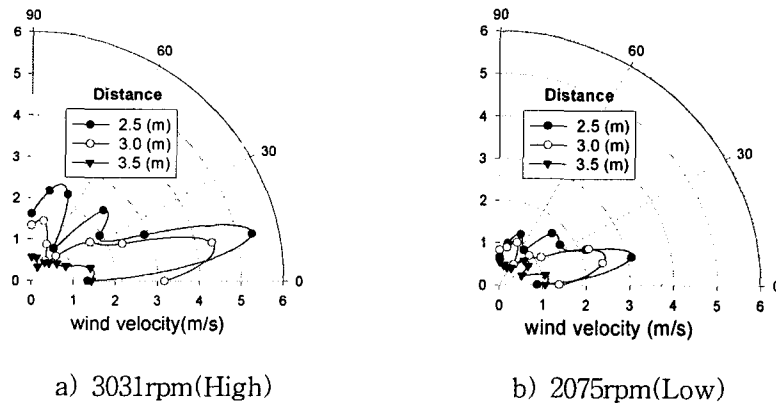 90
6
60
5
Distance
2.5 (m)
4
3.0 (m)
3
3.5 (m)
30
2
1
0
0
0 1 2 3 4 5 6
wind velocity(m/s)
a) 3031rpm(High)
90
6
60
5
Distance
4
2.5 (m)
3.0 (m)
3
3.5 (m)
30
2
1
0
0
0 1 2 3 4 5 6
wind velocity (m/s)
b) 2075rpm(Low)